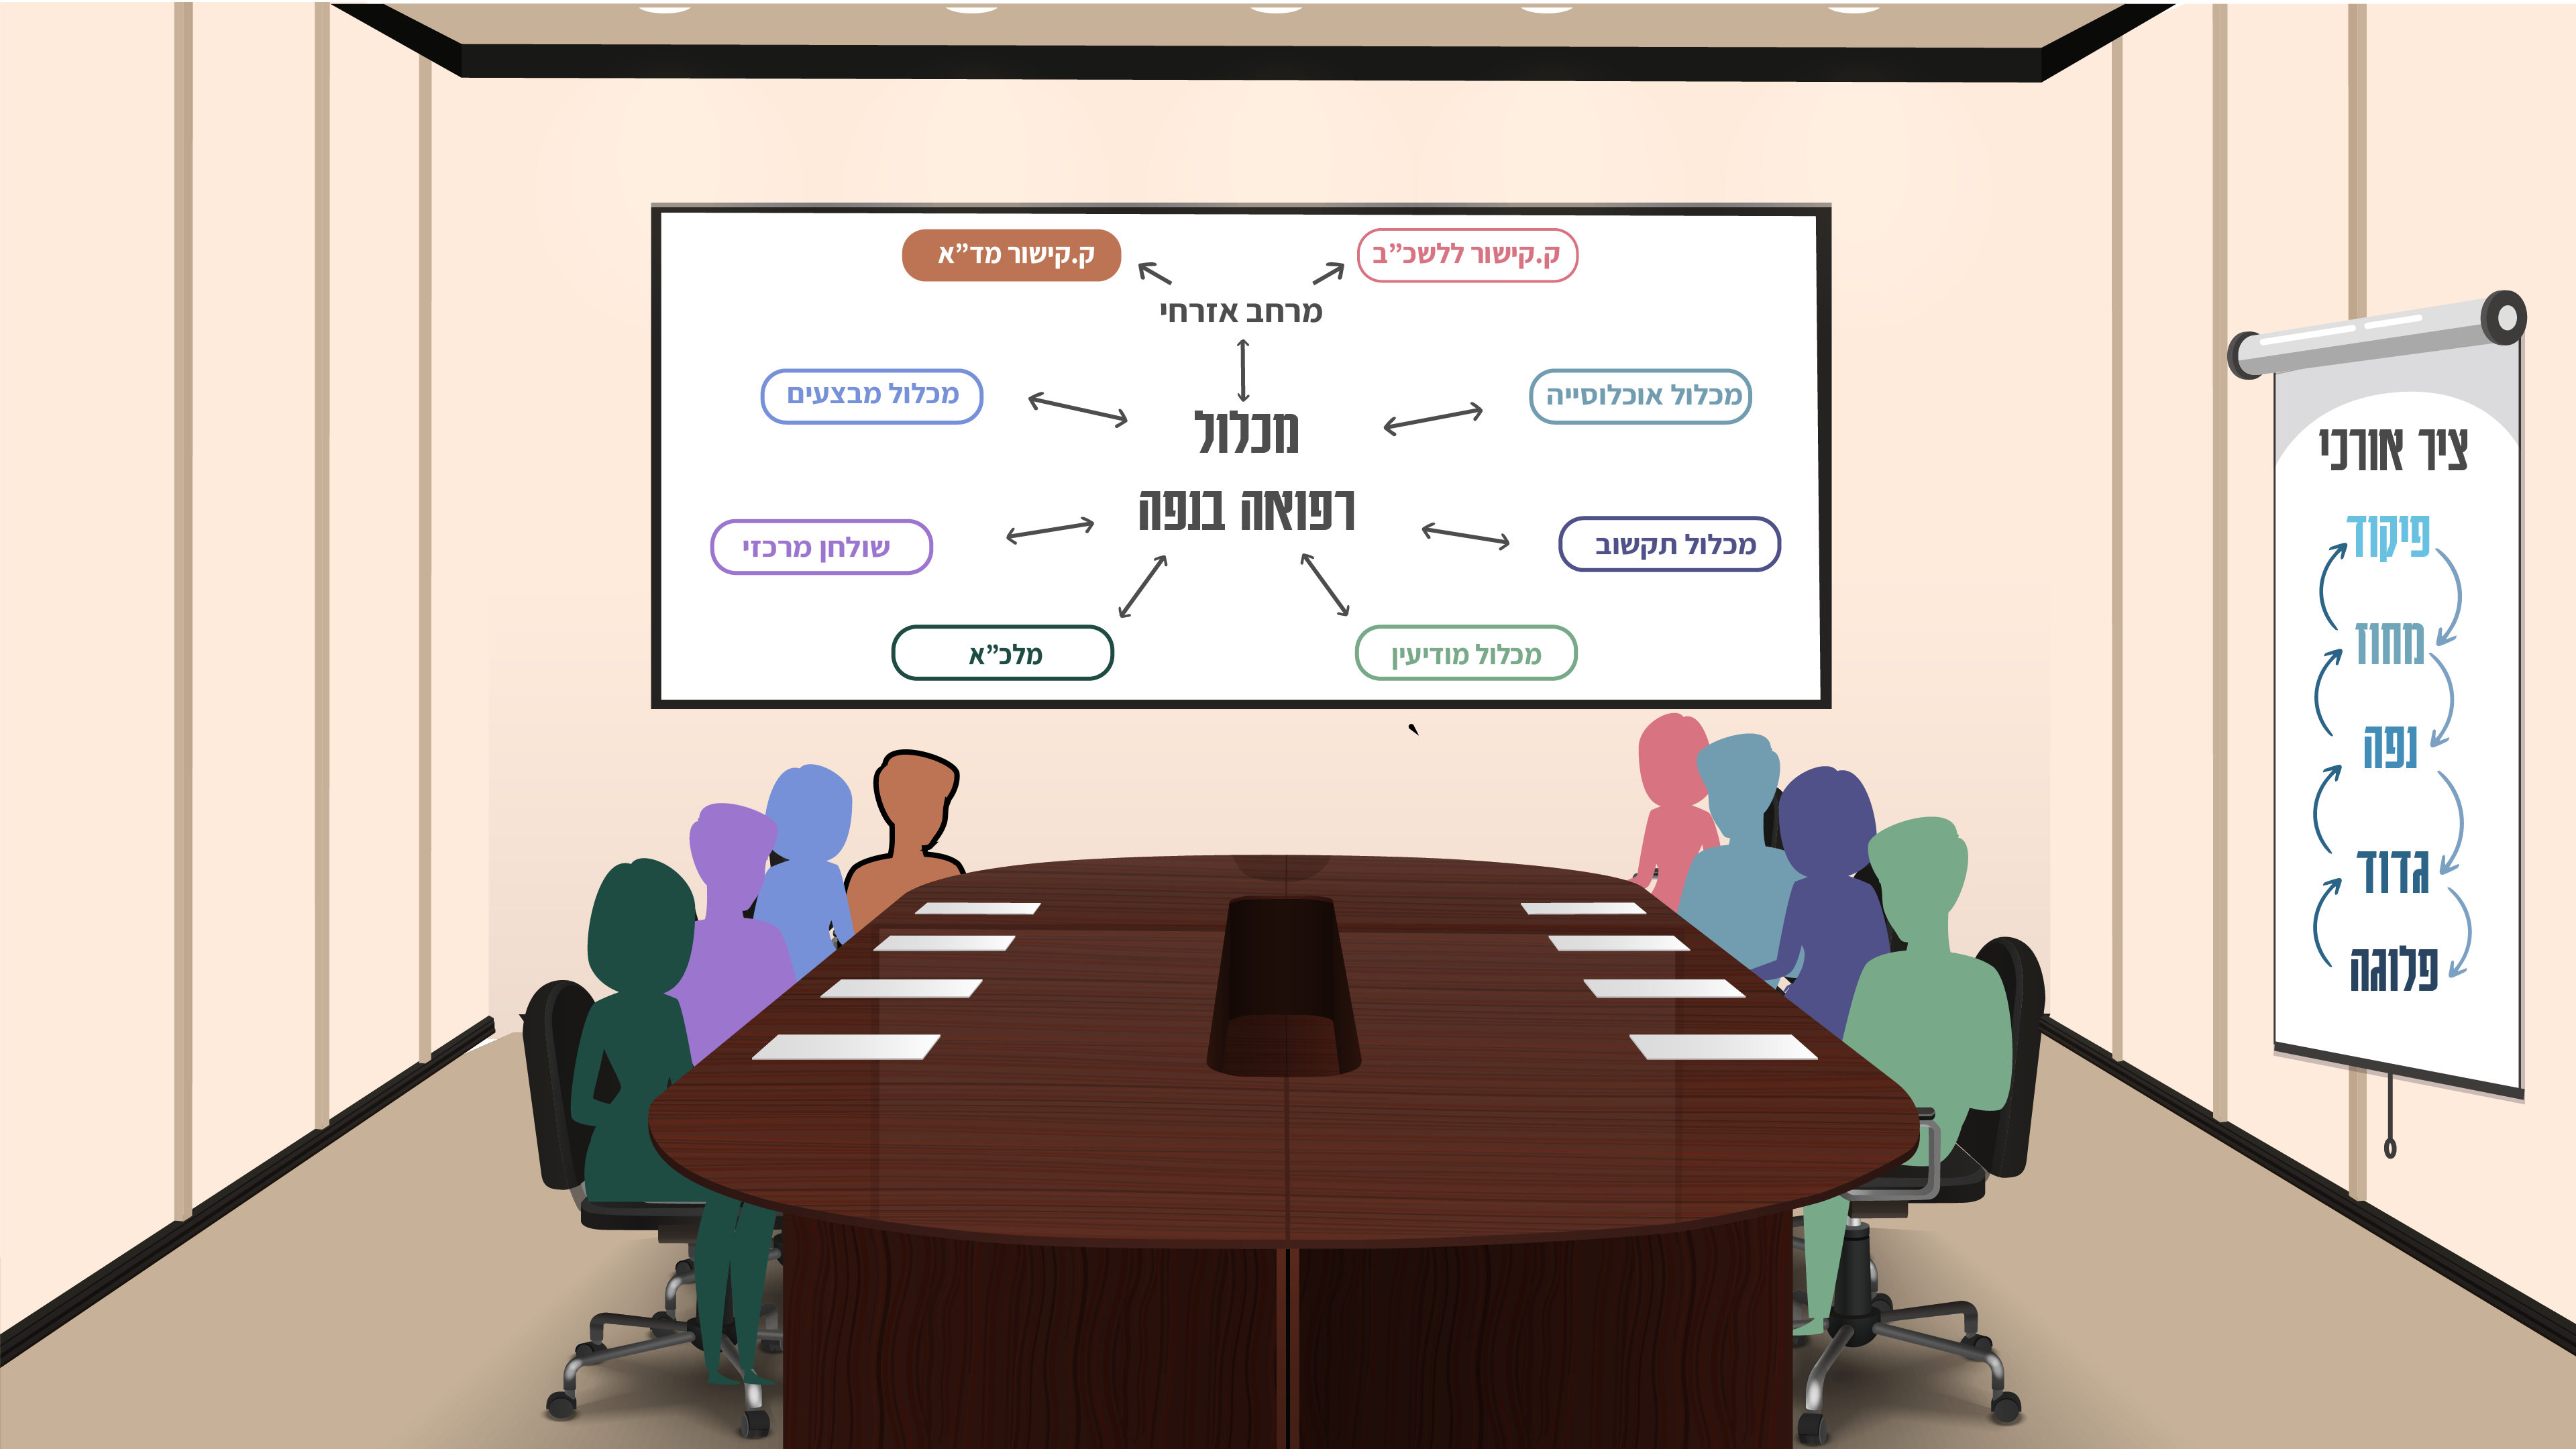 ק.קישור ללשכ”ב
ק.קישור מד”א
מרחב אזרחי
מכלול אוכלוסייה
מכלול מבצעים
מכלול
רפואה בנפה
מכלול תקשוב
שולחן מרכזי
מכלול מודיעין
מלכ”א
ציר אורכי
פיקוד
מחוז
נפה
גדוד
פלוגה